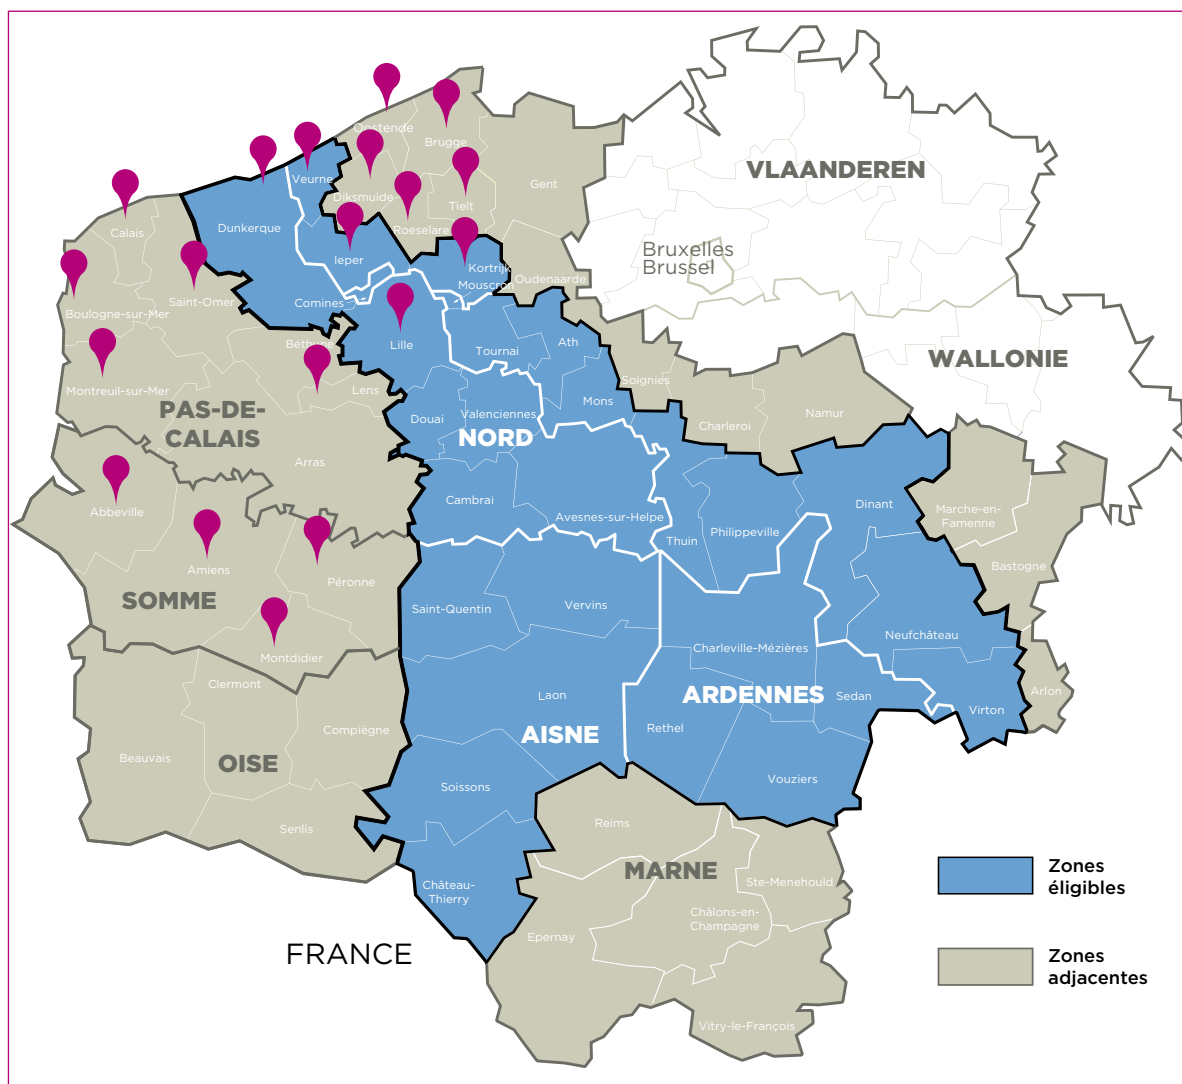 Oostende
Brugge
VLAANDEREN
Veurne
Diksmuide-
Gent
Tielt
Dunkerque
Calais
Roeselare
Bruxelles
Brussel
Ieper
Kortrijk
Mouscron
Oudenaarde
Saint-Omer
Comines
Boulogne-sur-Mer
Béthune
Lille
Tournai
Ath
WALLONIE
Soignies
Montreuil-sur-Mer
Lens
Mons
PAS-DE-
CALAIS
Douai
Valenciennes
NORD
Charleroi
Namur
Arras
Cambrai
Avesnes-sur-Helpe
Abbeville
Dinant
Marche-en-
Famenne
Thuin
Philippeville
Amiens
Péronne
Bastogne
SOMME
Saint-Quentin
Vervins
Neufchâteau
Montdidier
Charleville-Mézières
Clermont
Laon
ARDENNES
Sedan
Arlon
Virton
Compiègne
AISNE
Rethel
Beauvais
OISE
Soissons
Vouziers
Senlis
Reims
MARNE
Château-
Thierry
Ste-Menehould
Châlons-en-
Champagne
Epernay
FRANCE
Vitry-le-François
Zones
éligibles
Zones
adjacentes